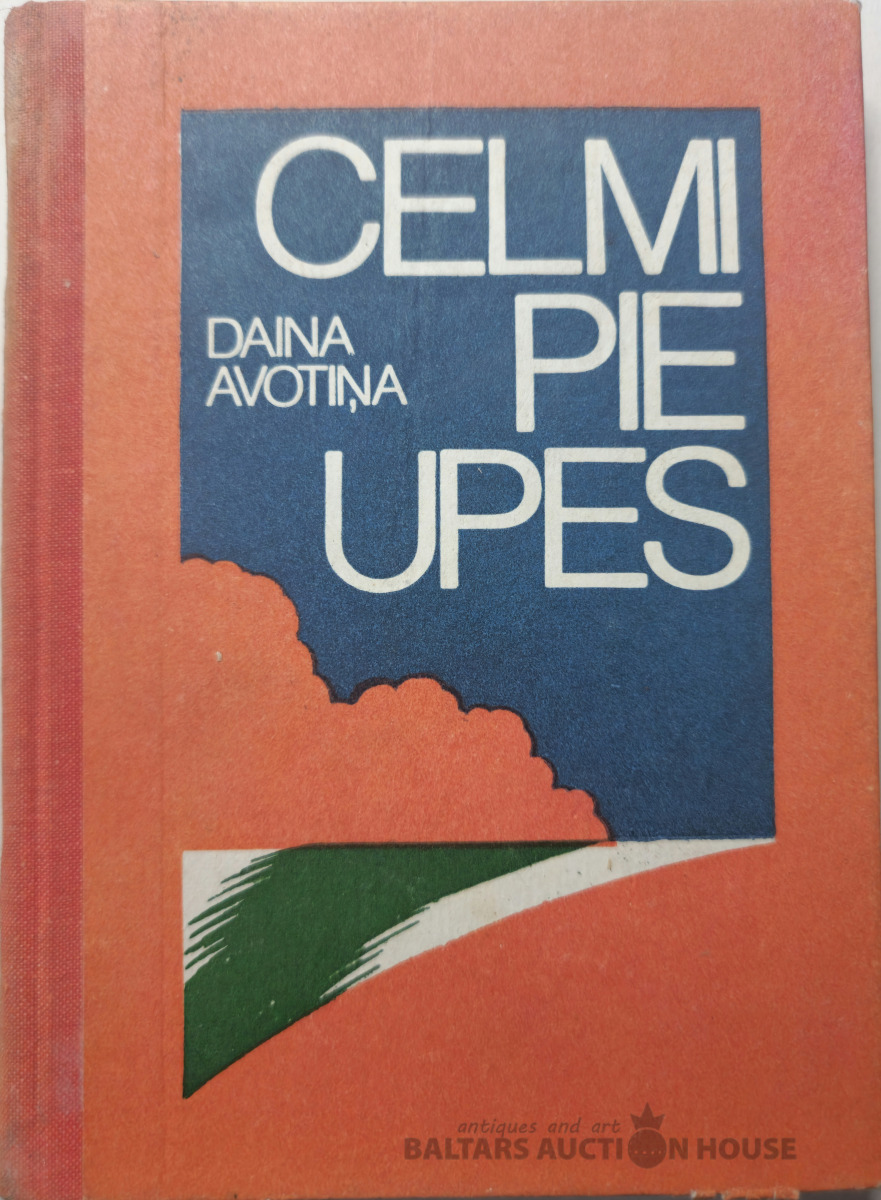 CELMI
PIE
UPES
DAINA
AVOTIŅA
antiques and art
BALTARS AUCTION HOUSE